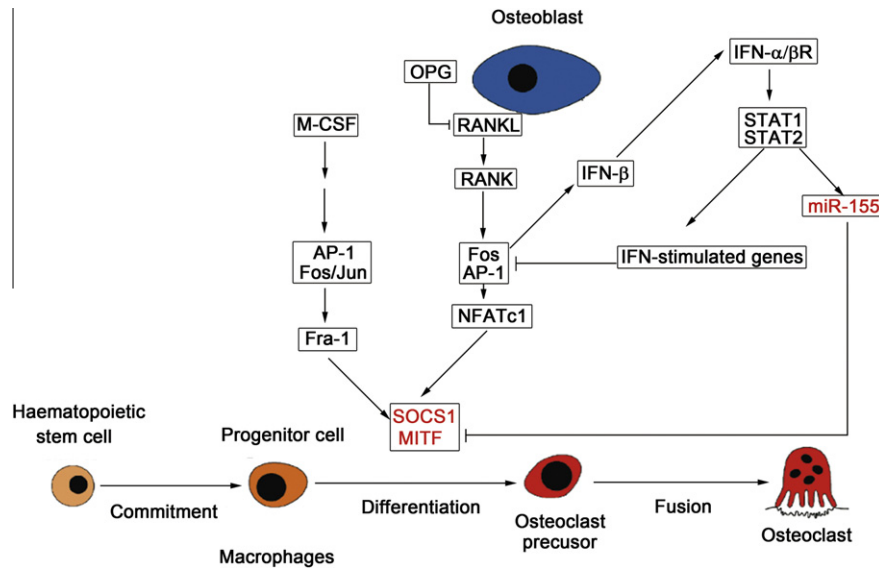 Osteoblast
OPG
IFN-α/βR
M-CSF
RANKL
STAT1
STAT2
RANK
IFN-β
miR-155
AP-1
Fos/Jun
Fos
AP-1
IFN-stimulated genes
NFATc1
Fra-1
SOCS1
MITF
Haematopoietic
stem cell
Progenitor cell
Commitment
Differentiation
Fusion
Macrophages
Osteoclast
precusor
Osteoclast